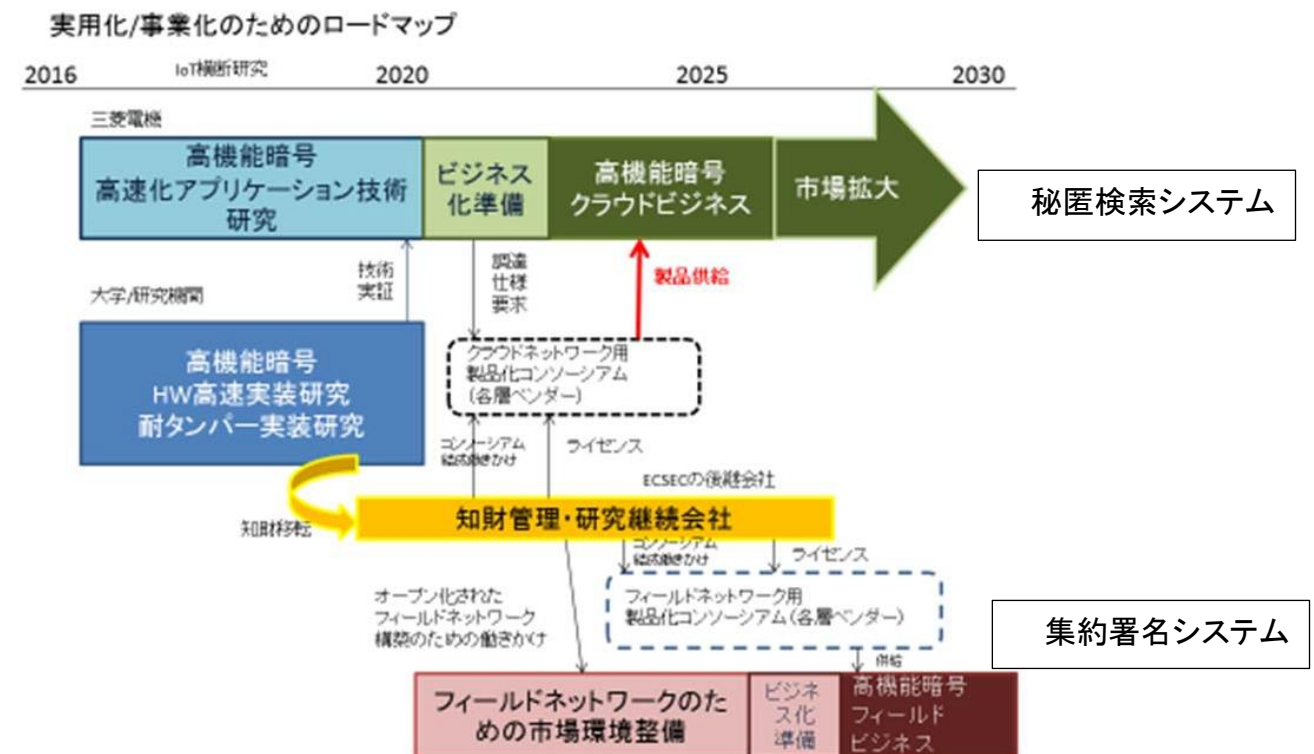 実用化/事業化のためのロードマップ
2016
IoT横断研究
2020
2025
2030
三菱電機
高機能暗号
高速化アプリケーション技術
研究
ビジネス
化準備
高機能暗号
クラウドビジネス
市場拡大
秘匿検索システム
技術
実証
調達
仕様
要求
製品供給
大学/研究機関
高機能暗号
HW高速実装研究
耐タンパー実装研究
クラウドネットワーク用
製品化コンソーシアム
(各層ベンダー)
コンソーシアム
結成働きかけ
ライセンス
ECSECの後継会社
知財移転
知財管理・研究継続会社
コンソーシアム
結成働きかけ
ライセンス
オープン化された
フィールドネットワーク
構築のための働きかけ
フィールドネットワーク用
製品化コンソーシアム(各層ベンダー)
集約署名システム
供給
フィールドネットワークのた
めの市場環境整備
ビジネ
ス化
準備
高機能暗号
フィールド
ビジネス